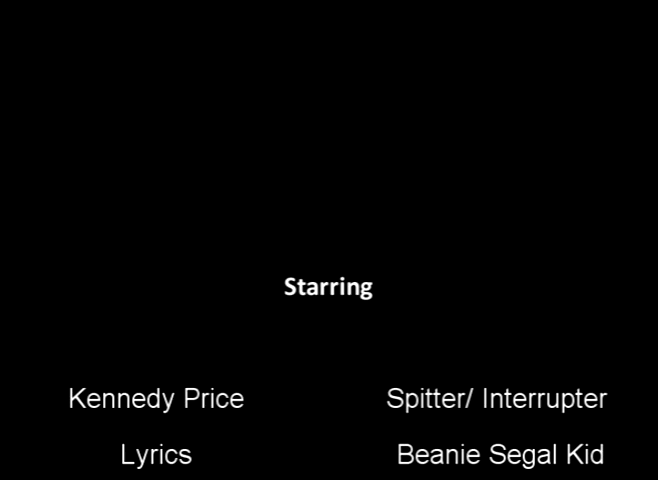 Starring
Kennedy Price Spitter/ Interrupter
Lyrics Beanie Segal Kid